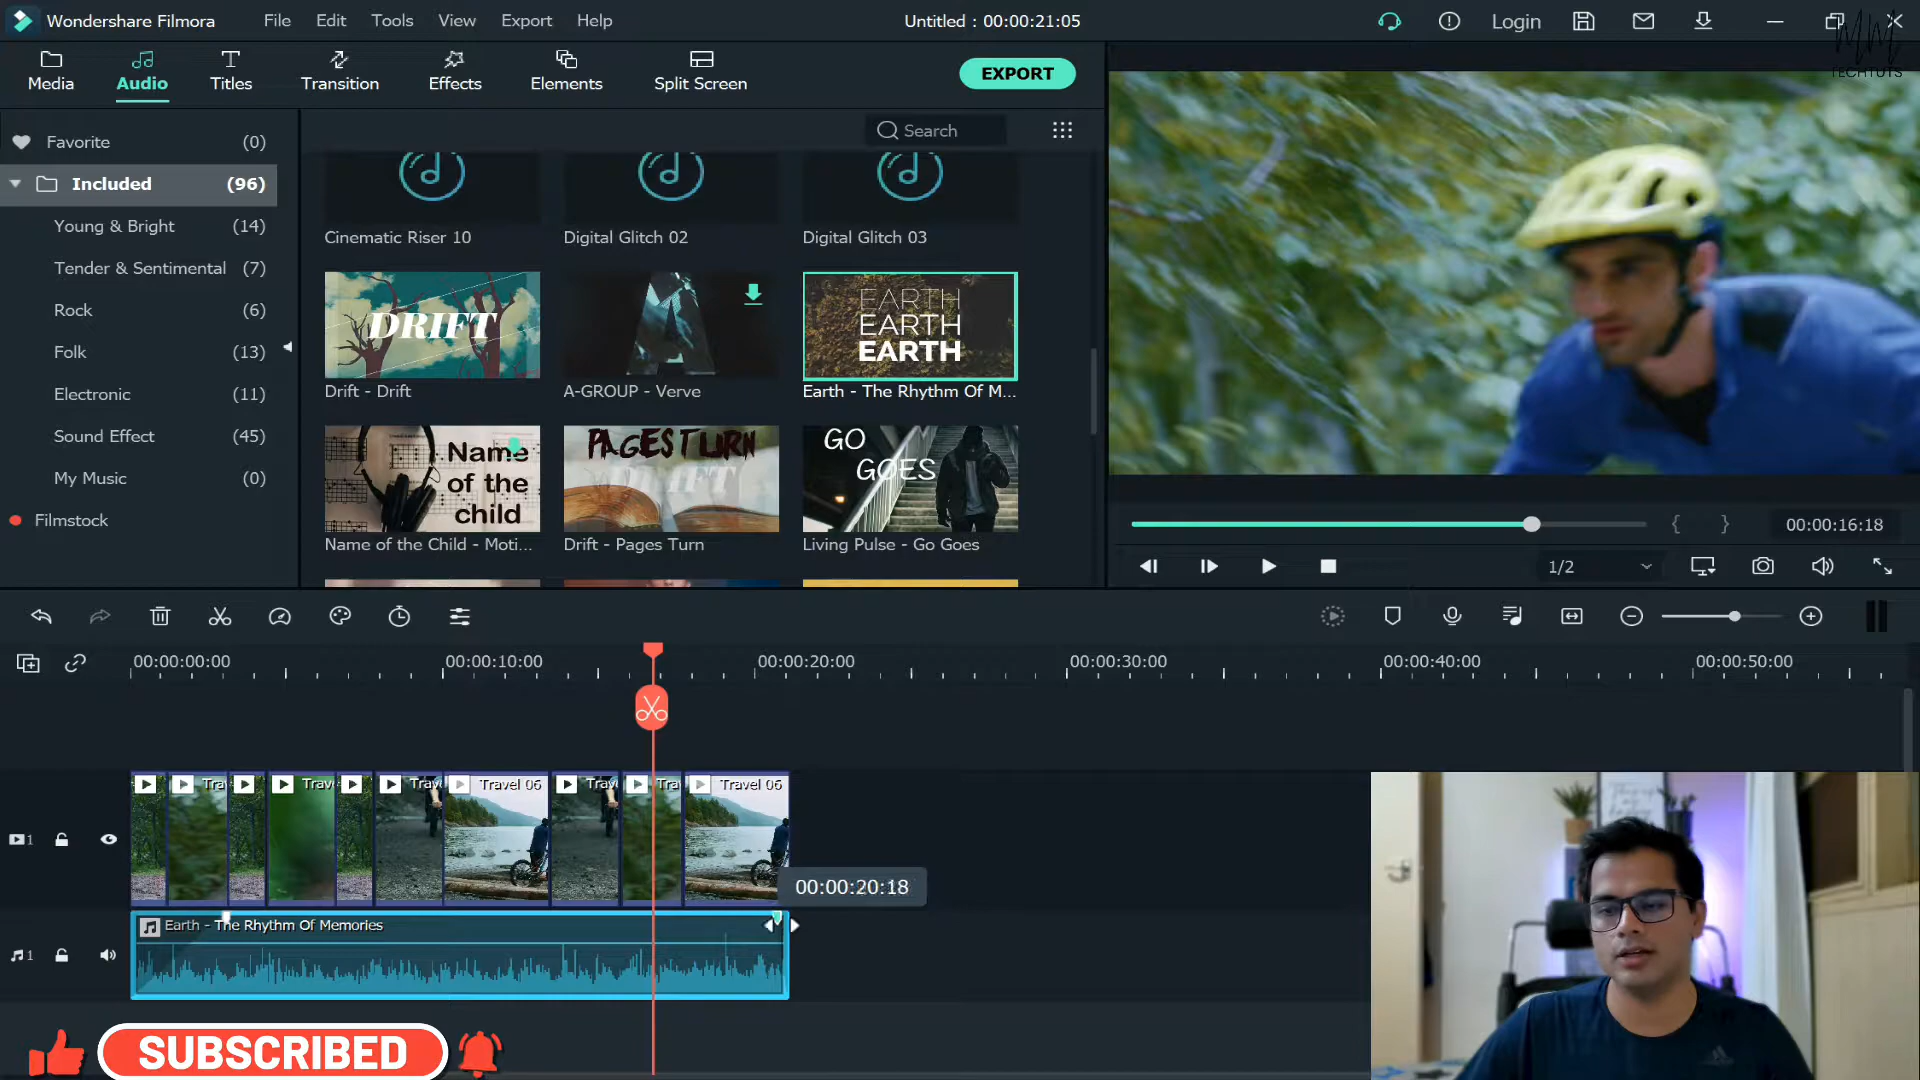 Wondershare Filmora
File Edit Tools View Export Help
Untitled : 00:00:21:05
Login
Media Audio Titles Transition Effects Elements Split Screen
EXPORT
TECHTUTS
Favorite (0)
Included (96)
Young & Bright (14)
Tender & Sentimental (7)
Rock (6)
Folk (13)
Electronic (11)
Sound Effect (45)
My Music (0)
Filmstock
Search
Cinematic Riser 10 Digital Glitch 02 Digital Glitch 03
DRIFT
EARTH
EARTH
EARTH
Drift - Drift A-GROUP - Verve Earth - The Rhythm Of M...
Name
of the
child
PAGES TURN
DRIFT
GO
GOES
Name of the Child - Moti... Drift - Pages Turn Living Pulse - Go Goes
{ } 00:00:16:18
1/2
00:00:00:00 00:00:10:00 00:00:20:00 00:00:30:00 00:00:40:00 00:00:50:00
Tra Trav Trav Travel 06 Trav Tra Travel 06
1
00:00:20:18
Earth - The Rhythm Of Memories
1
SUBSCRIBED